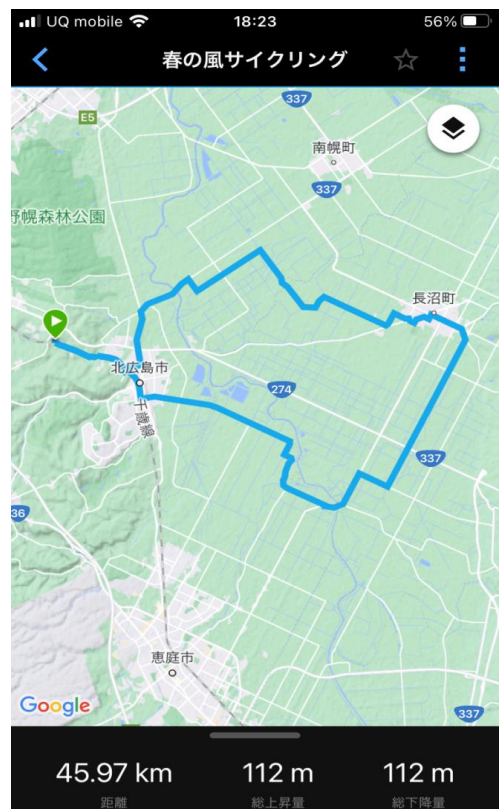 UQ mobile 18:23 56%
春の風サイクリング
337
E5
南幌町
337
野幌森林公園
長沼町
北広島市
274
千歳線
337
36
恵庭市
Google
337
45.97 km 112 m 112 m
距離 総上昇量 総下降量